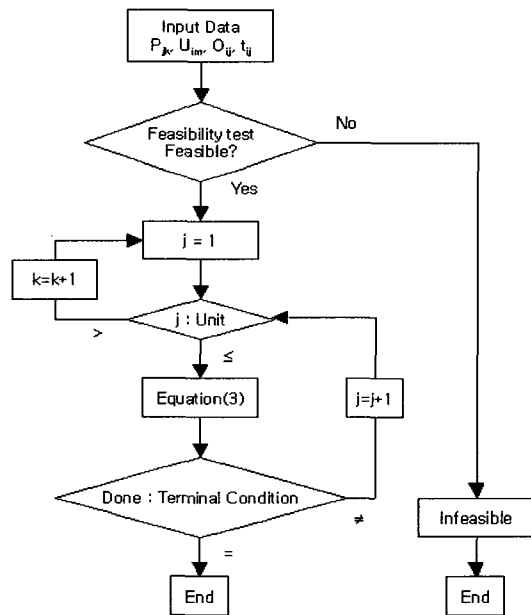 Input Data
P_jk, U_im, O_ij, t_ij
Feasibility test
Feasible?
No
Yes
j = 1
k=k+1
j : Unit
>
≤
Equation(3)
j=j+1
Done : Terminal Condition
≠
Infeasible
=
End
End